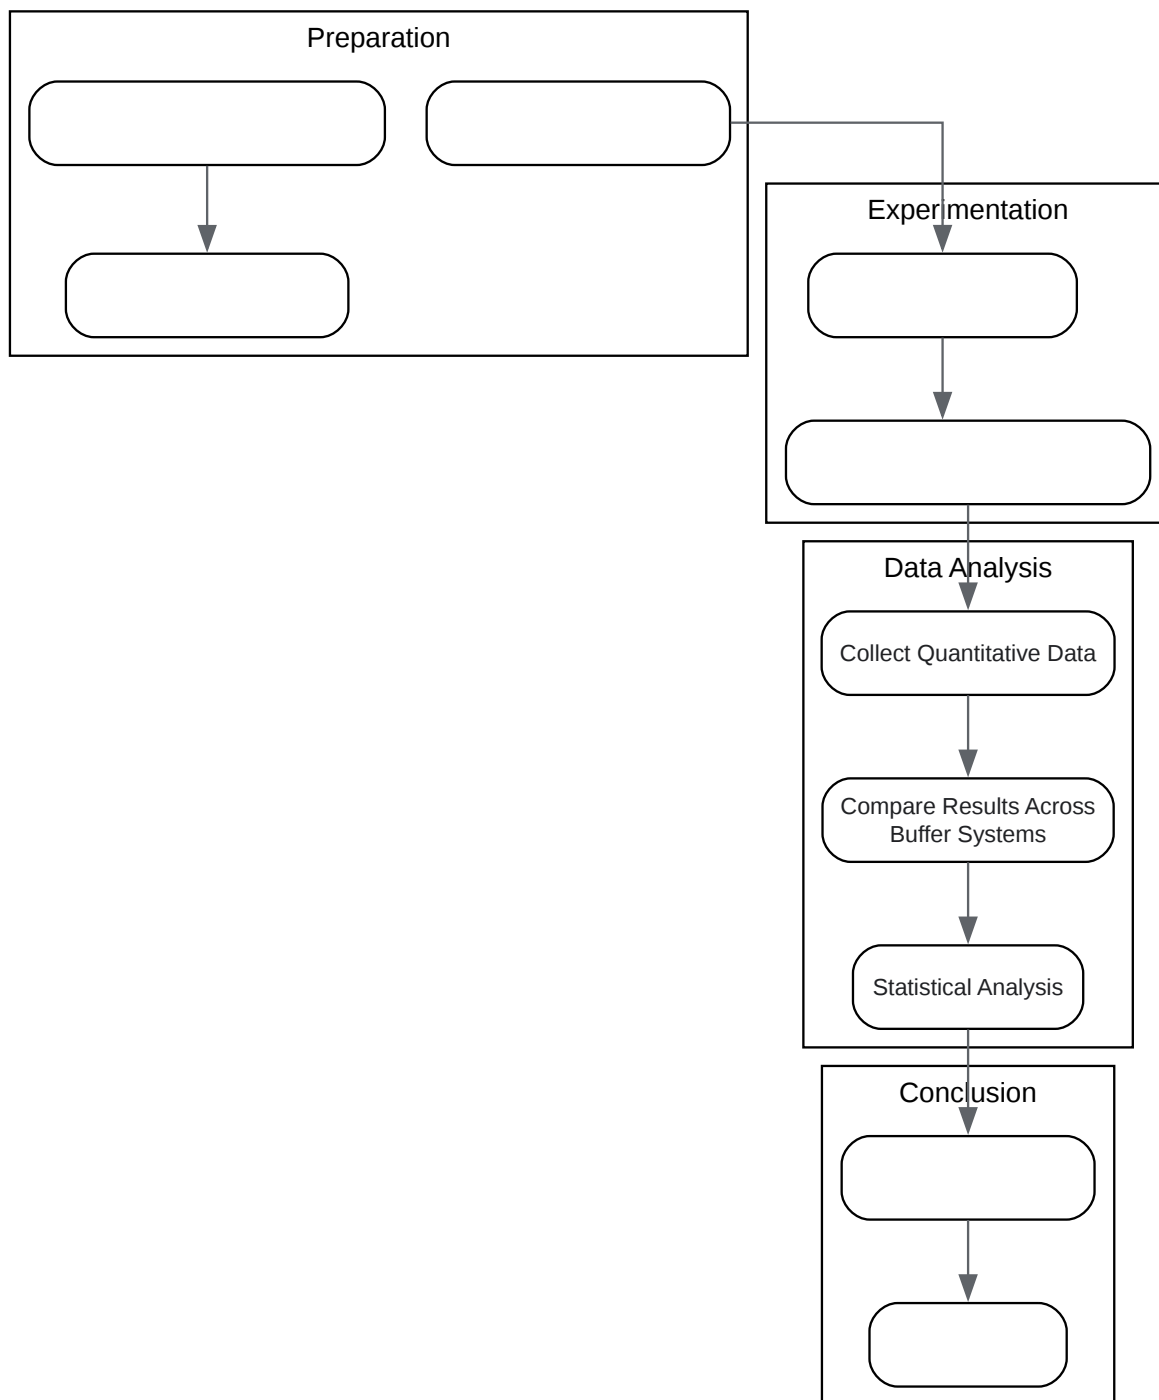 Preparation
Experimentation
Data Analysis
Collect Quantitative Data
Compare Results Across
Buffer Systems
Statistical Analysis
Conclusion